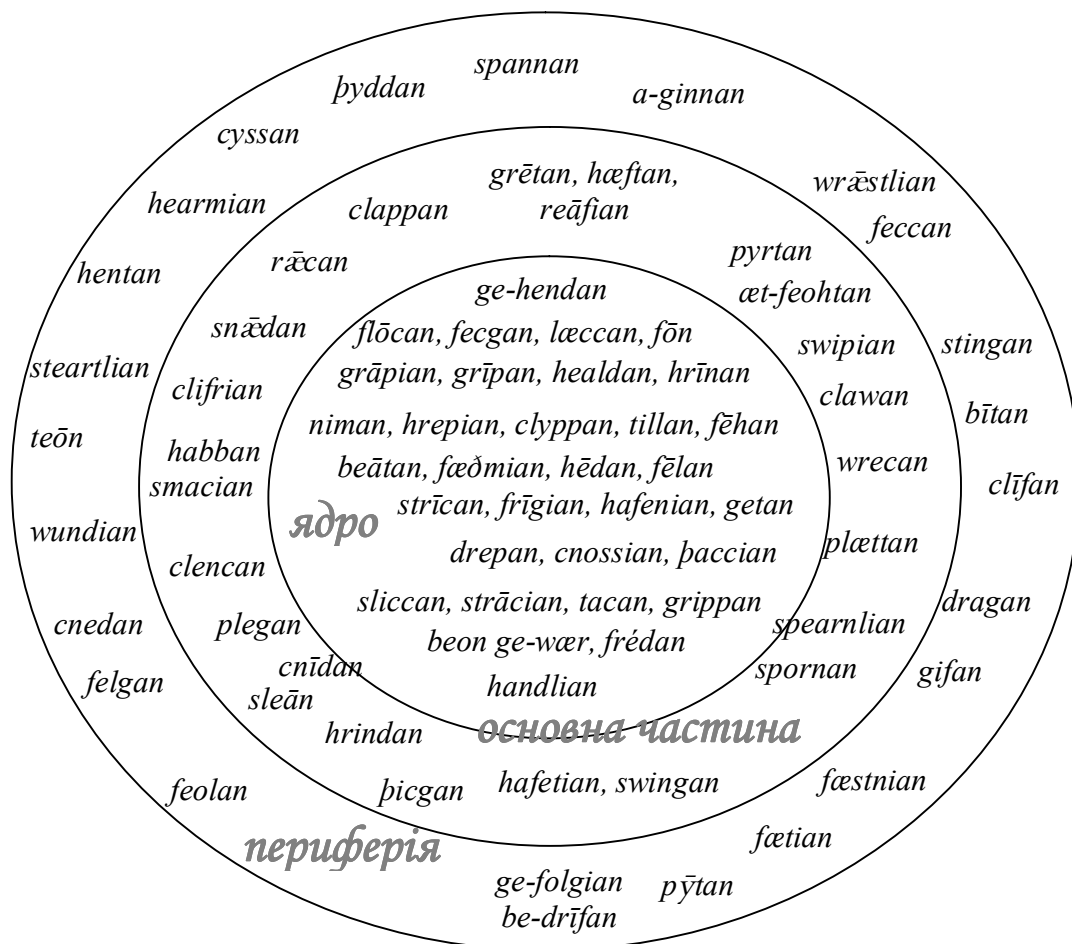 spannan
þyddan
a-ginnan
cyssan
wrǣstlian
feccan
hearmian
hentan
steartlian
teōn
wundian
cnedan
felgan
feolan
stingan
bītan
clīfan
dragan
gifan
fæstnian
fætian
pȳtan
ge-folgian
be-drīfan
периферія
grētan, hæftan,
reāfian
clappan
rǣcan
snǣdan
clifrian
habban
smacian
clencan
plegan
cnīdan
sleān
hrindan
þicgan
hafetian, swingan
pyrtan
æt-feohtan
swipian
clawan
wrecan
plættan
spearnlian
spornan
основна частина
ge-hendan
flōcan, fecgan, læccan, fōn
grāpian, grīpan, healdan, hrīnan
niman, hrepian, clyppan, tillan, fēhan
beātan, fæðmian, hēdan, fēlan
strīcan, frīgian, hafenian, getan
ядро
drepan, cnossian, þaccian
sliccan, strācian, tacan, grippan
beon ge-wær, frédan
handlian